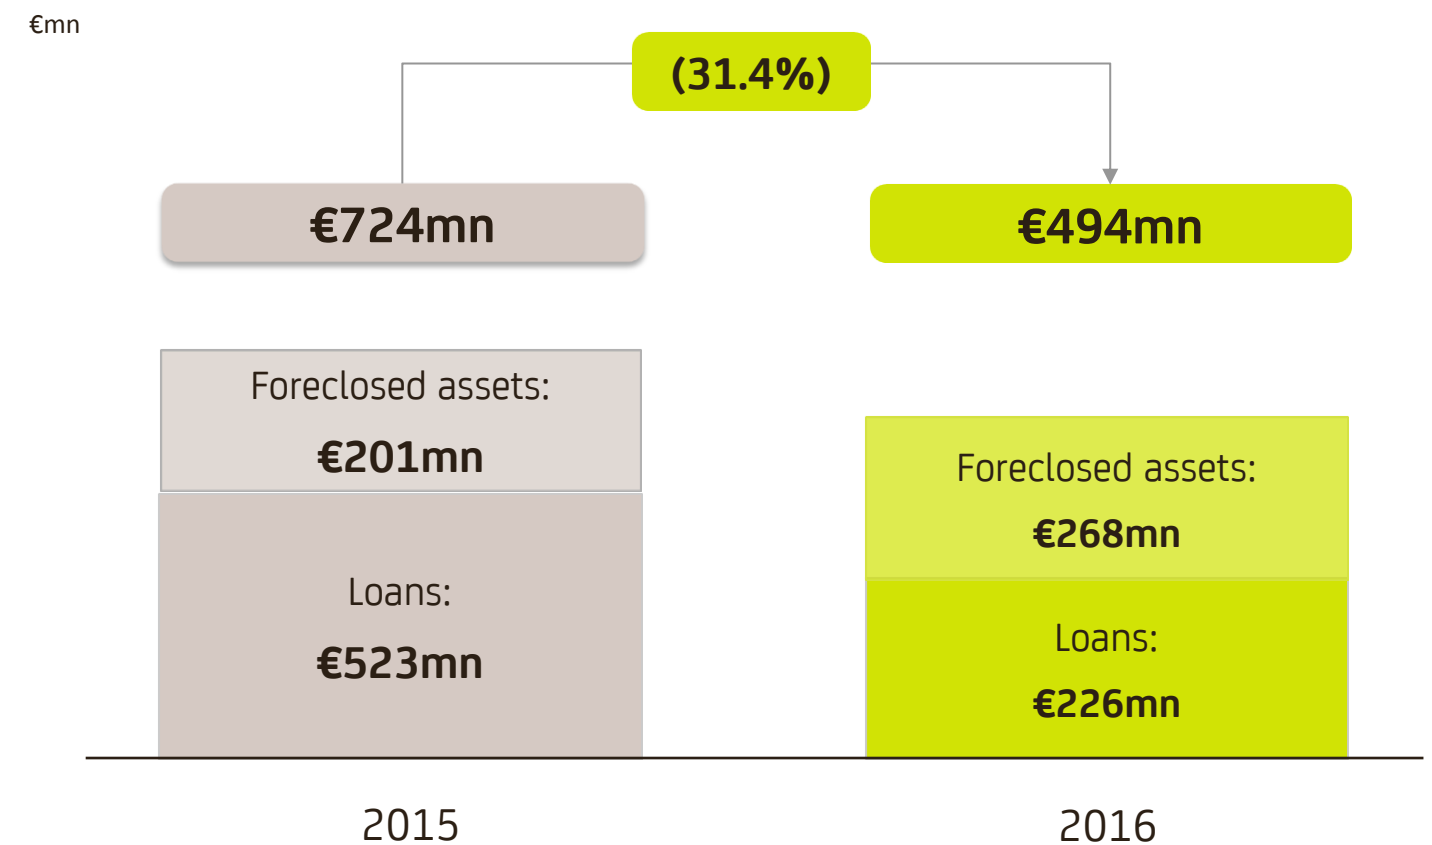 €mn
(31.4%)
€724mn
€494mn
Foreclosed assets:
€201mn
Loans:
€523mn
Foreclosed assets:
€268mn
Loans:
€226mn
2015
2016